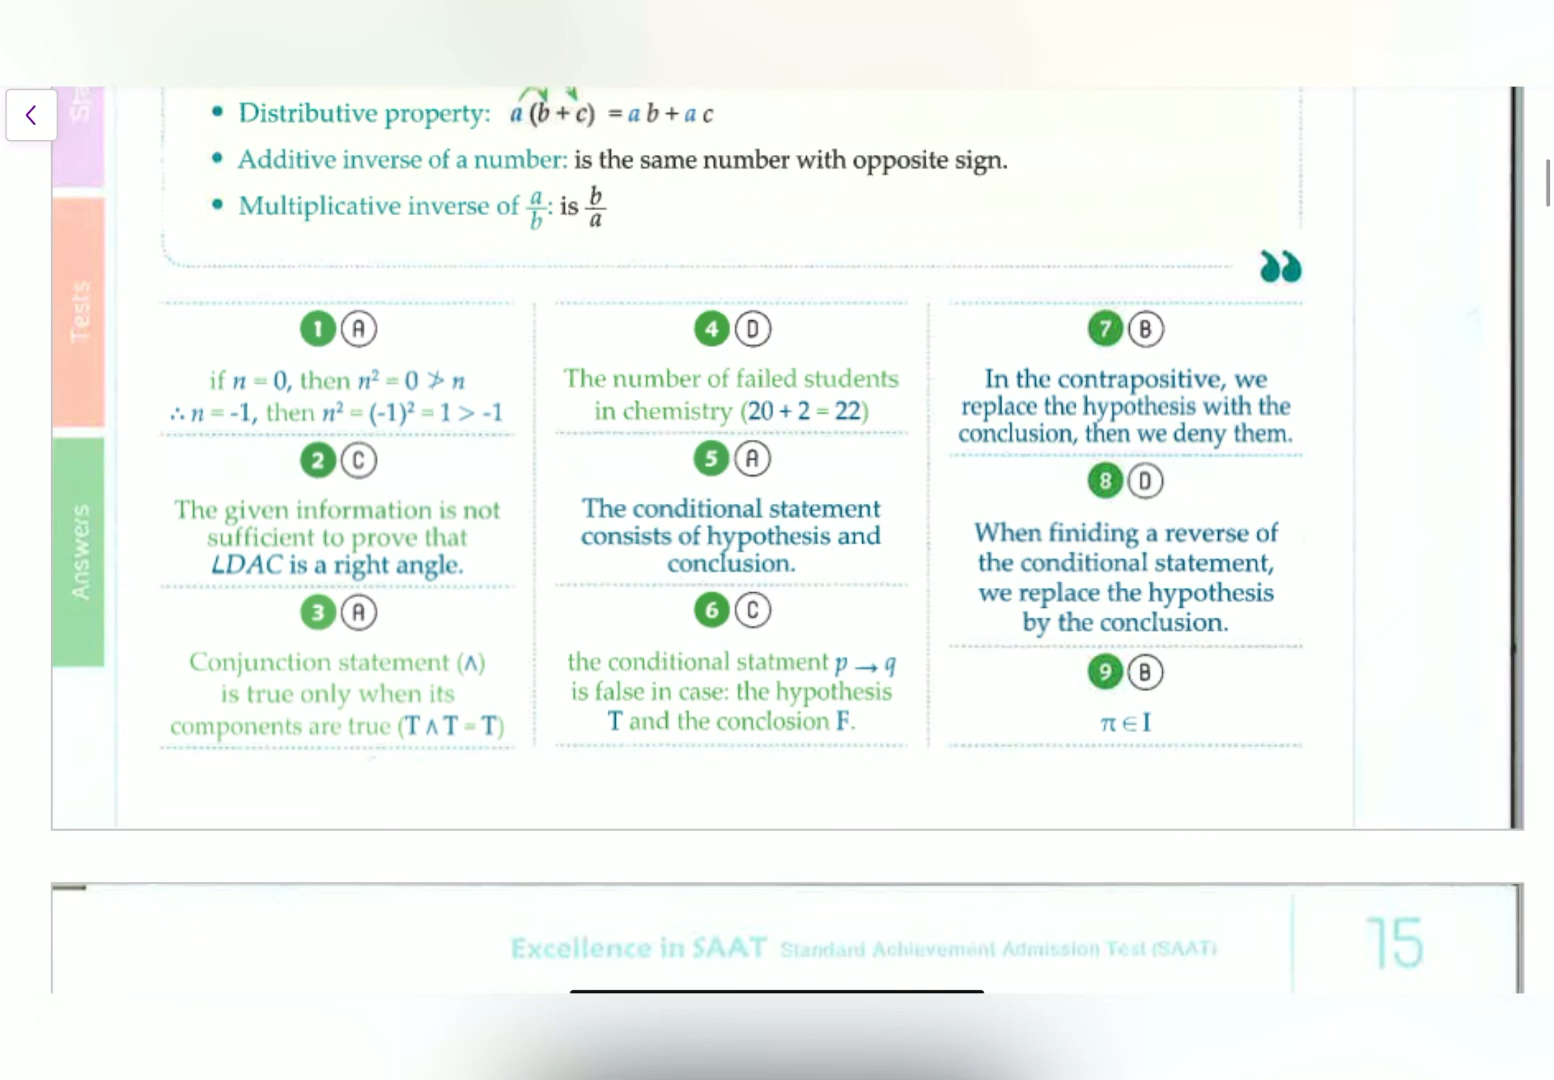 • Distributive property: a (b + c) = a b + a c
• Additive inverse of a number: is the same number with opposite sign.
• Multiplicative inverse of a/b: is b/a
”
Tests
Answers
1 A
if n = 0, then n² = 0 ≯ n
∴ n = -1, then n² = (-1)² = 1 > -1
2 C
The given information is not
sufficient to prove that
∠DAC is a right angle.
3 A
Conjunction statement (∧)
is true only when its
components are true (T ∧ T = T)
4 D
The number of failed students
in chemistry (20 + 2 = 22)
5 A
The conditional statement
consists of hypothesis and
conclusion.
6 C
the conditional statment p → q
is false in case: the hypothesis
T and the conclosion F.
7 B
In the contrapositive, we
replace the hypothesis with the
conclusion, then we deny them.
8 D
When finiding a reverse of
the conditional statement,
we replace the hypothesis
by the conclusion.
9 B
π ∈ I
Excellence in SAAT Standard Achievement Admission Test (SAAT)
15